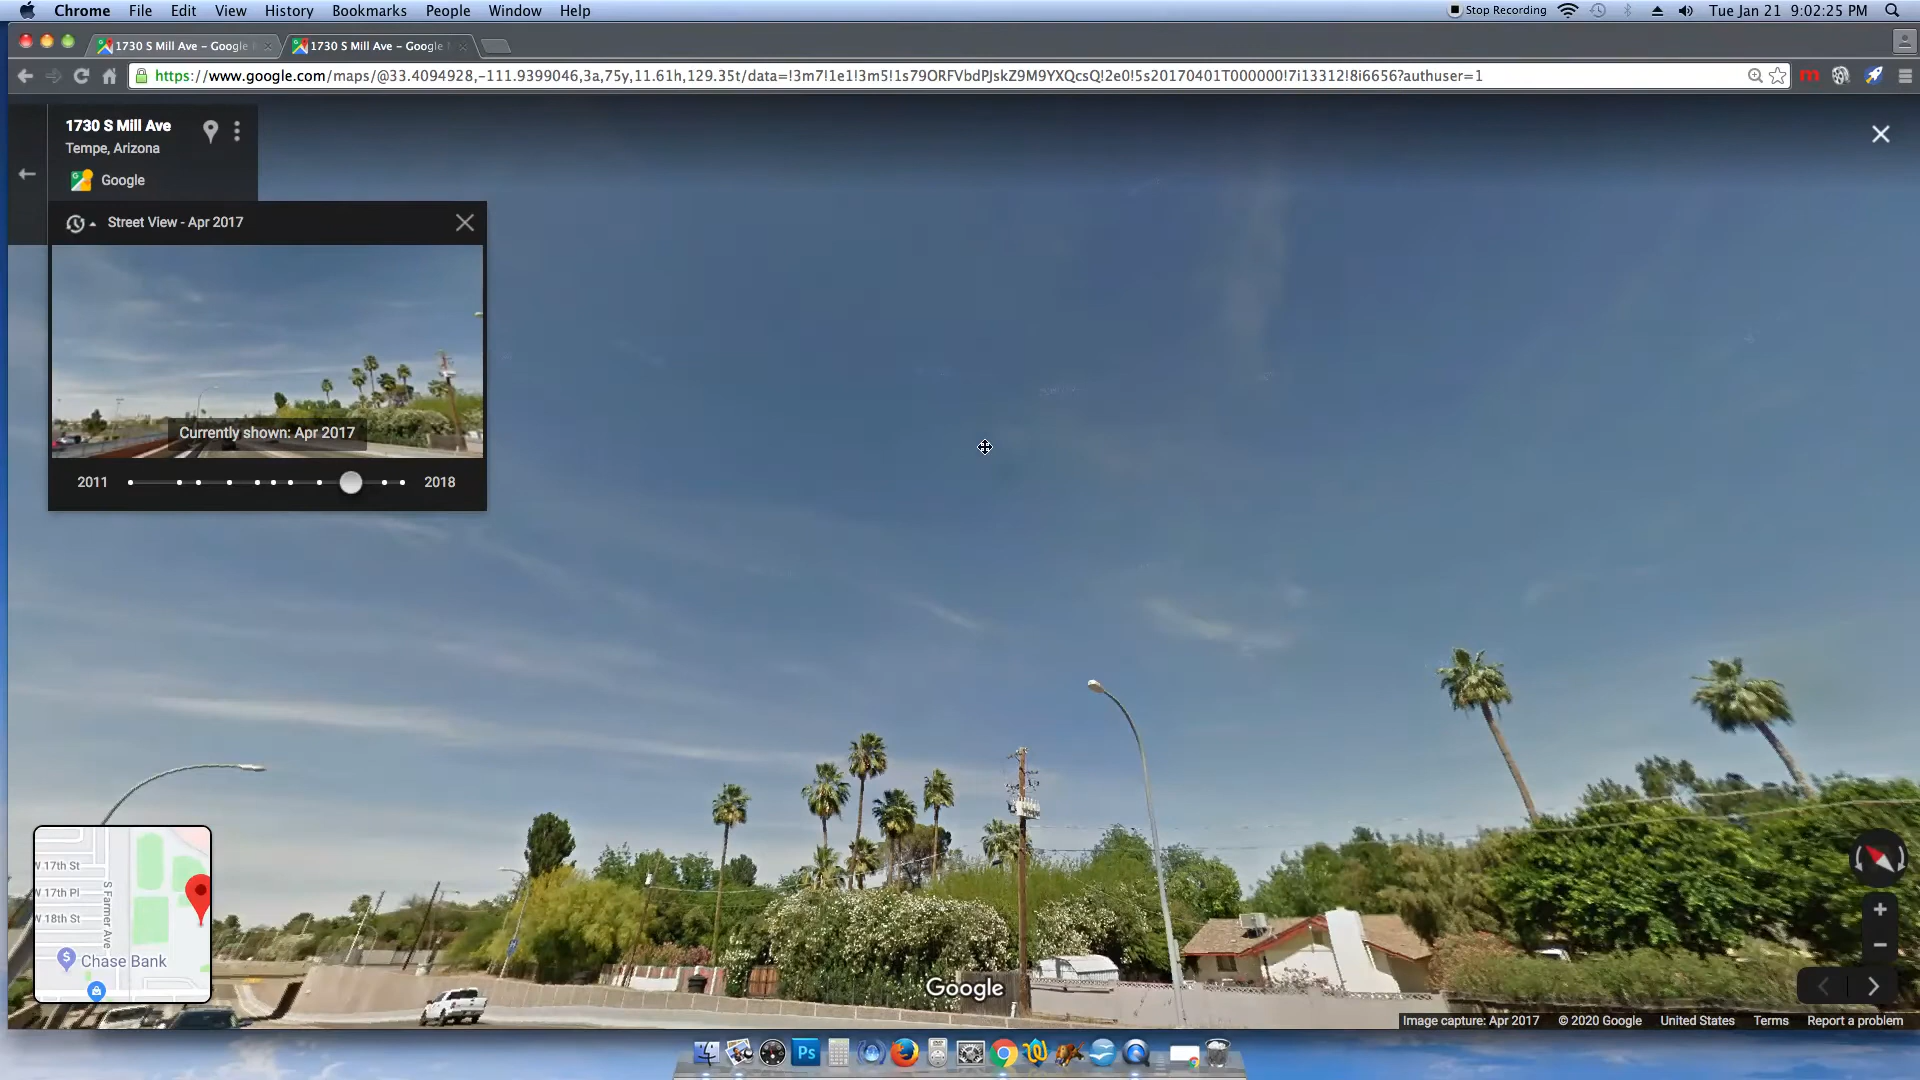 Chrome File Edit View History Bookmarks People Window Help
Stop Recording Tue Jan 21 9:02:25 PM
1730 S Mill Ave – Google
1730 S Mill Ave – Google
https://www.google.com/maps/@33.4094928,-111.9399046,3a,75y,11.61h,129.35t/data=!3m7!1e1!3m5!1s79ORFVbdPJskZ9M9YXQcsQ!2e0!5s20170401T000000!7i13312!8i6656?authuser=1
m
1730 S Mill Ave
Tempe, Arizona
Google
Street View - Apr 2017
Currently shown: Apr 2017
2011 2018
W 17th St
W 17th Pl
W 18th St
S Farmer Ave
$ Chase Bank
Google
Image capture: Apr 2017 © 2020 Google United States Terms Report a problem
Ps